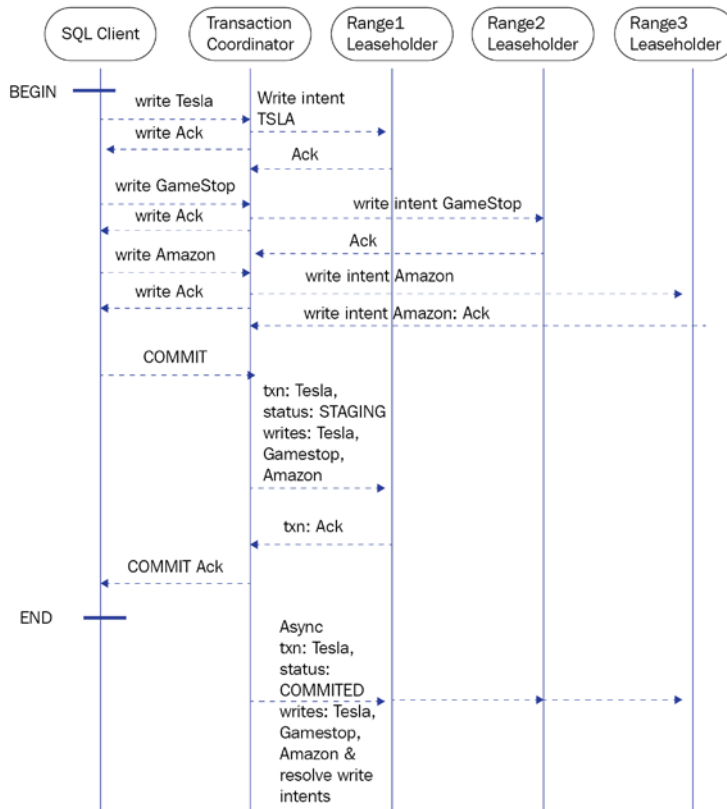 SQL Client
Transaction
Coordinator
Range1
Leaseholder
Range2
Leaseholder
Range3
Leaseholder
BEGIN
write Tesla
Write intent
TSLA
write Ack
Ack
write GameStop
write intent GameStop
write Ack
Ack
write Amazon
write intent Amazon
write Ack
write intent Amazon: Ack
COMMIT
txn: Tesla,
status: STAGING
writes: Tesla,
Gamestop,
Amazon
txn: Ack
COMMIT Ack
END
Async
txn: Tesla,
status:
COMMITED
writes: Tesla,
Gamestop,
Amazon &
resolve write
intents